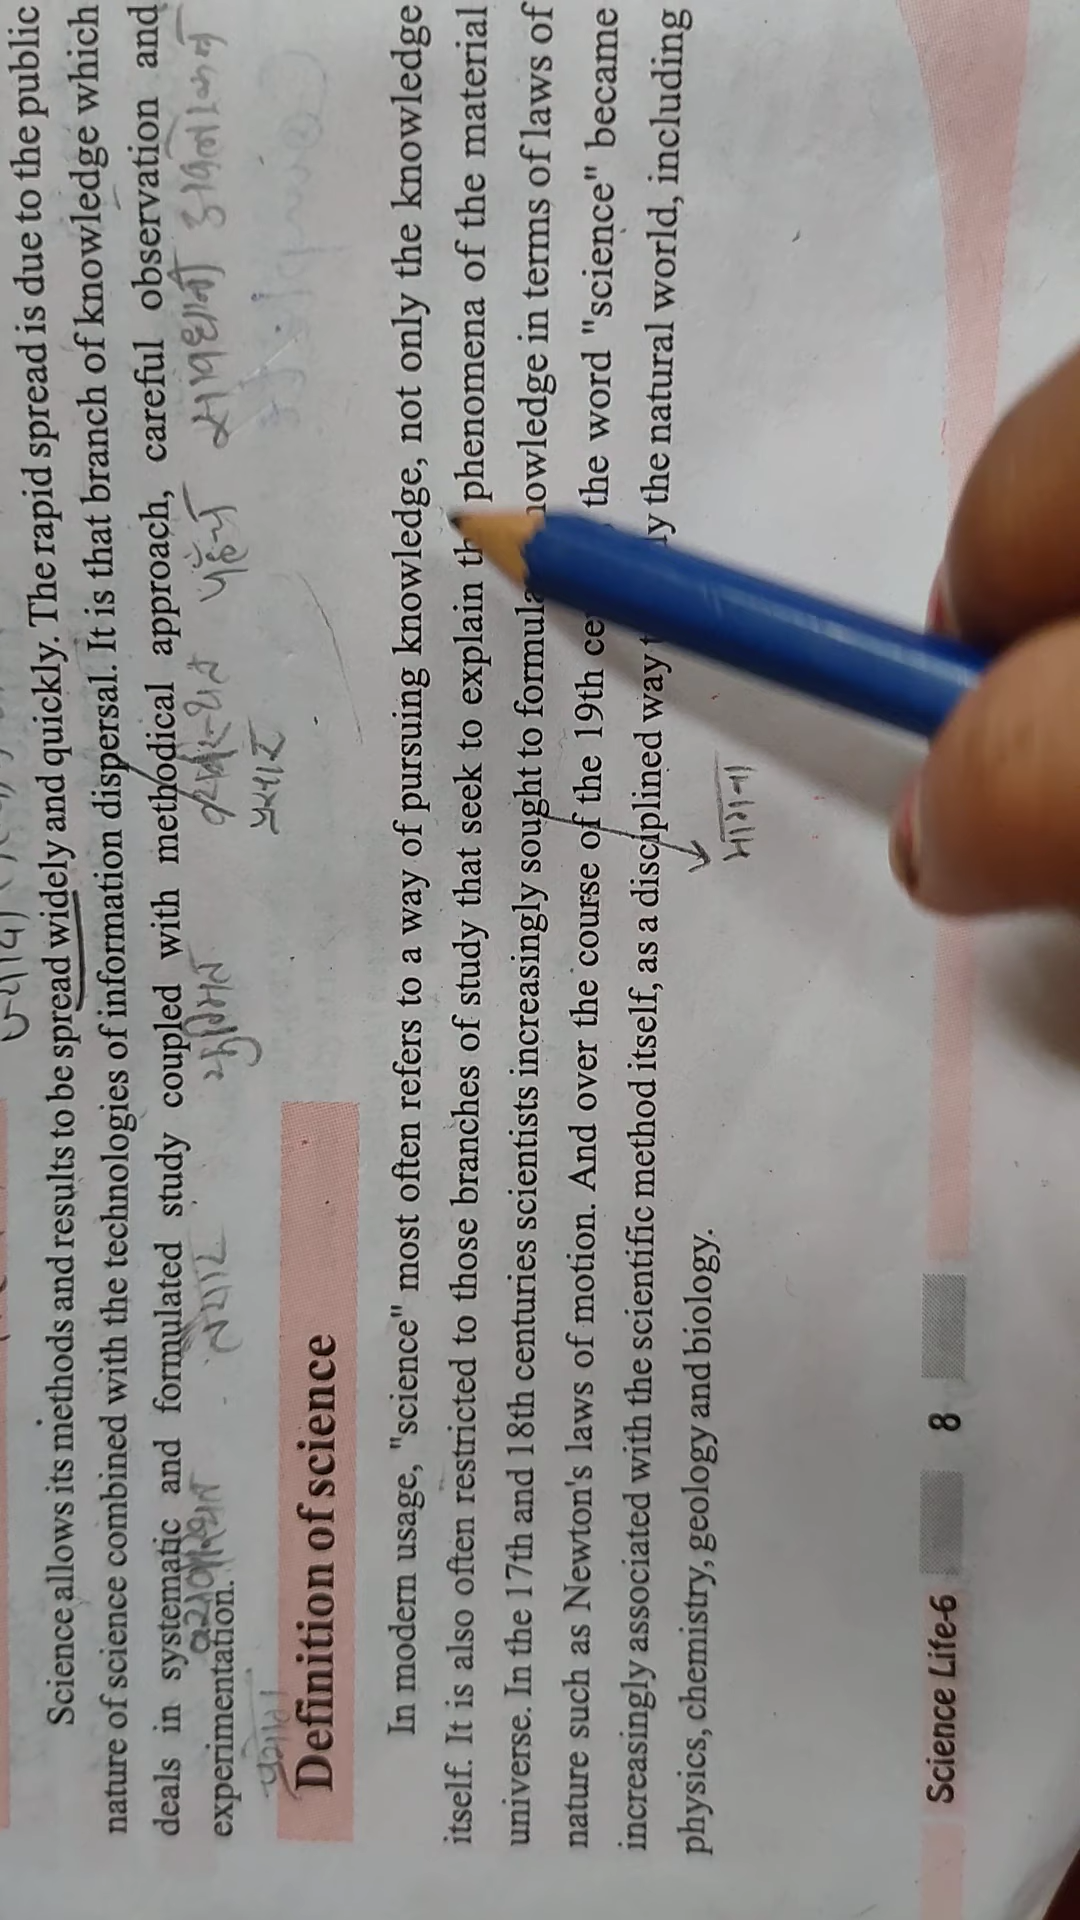 Science allows its methods and results to be spread widely and quickly. The rapid spread is due to the public
nature of science combined with the technologies of information dispersal. It is that branch of knowledge which
deals in systematic and formulated study coupled with methodical approach, careful observation and
तैयार पहुँच सावधानी अवलोकन
experimentation.
प्रसार
Definition of science
In modern usage, "science" most often refers to a way of pursuing knowledge, not only the knowledge
itself. It is also often restricted to those branches of study that seek to explain phenomena of the material
universe. In the 17th and 18th centuries scientists increasingly sought to in terms of laws of
nature such as Newton's laws of motion. And over the course of the 19th the word "science" became
increasingly associated with the scientific method itself, as a disciplined way the natural world, including
मांगना
physics, chemistry, geology and biology.
Science Life-6 8